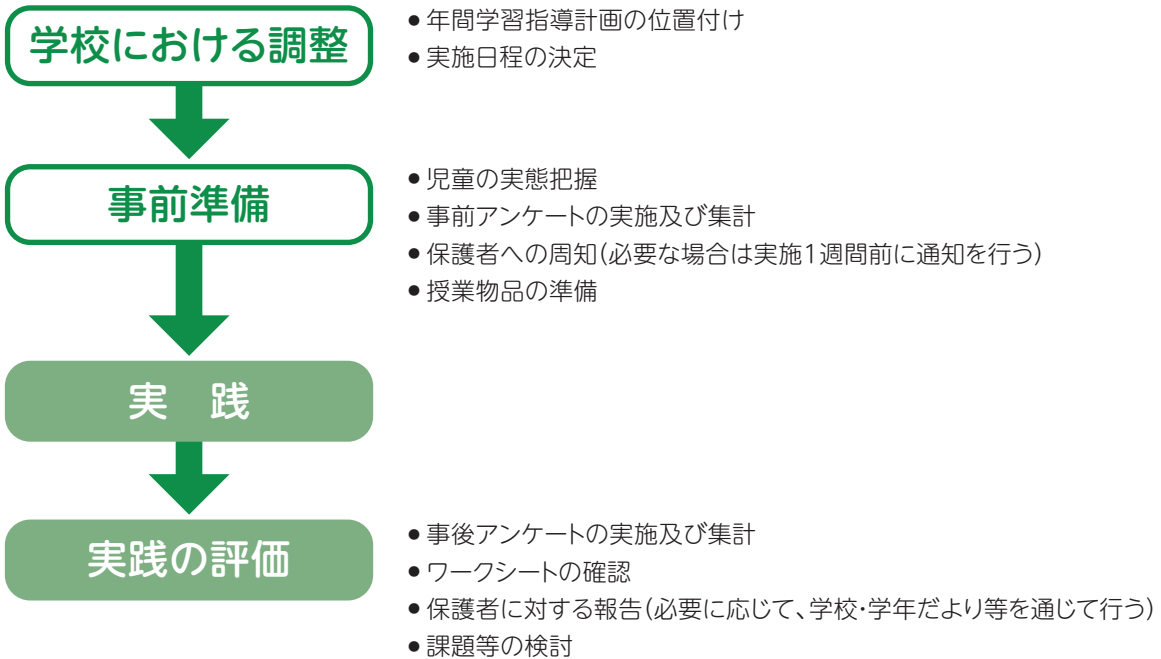 学校における調整
●年間学習指導計画の位置付け
●実施日程の決定
事前準備
●児童の実態把握
●事前アンケートの実施及び集計
●保護者への周知(必要な場合は実施1週間前に通知を行う)
●授業物品の準備
実　践
実践の評価
●事後アンケートの実施及び集計
●ワークシートの確認
●保護者に対する報告(必要に応じて、学校・学年だより等を通じて行う)
●課題等の検討